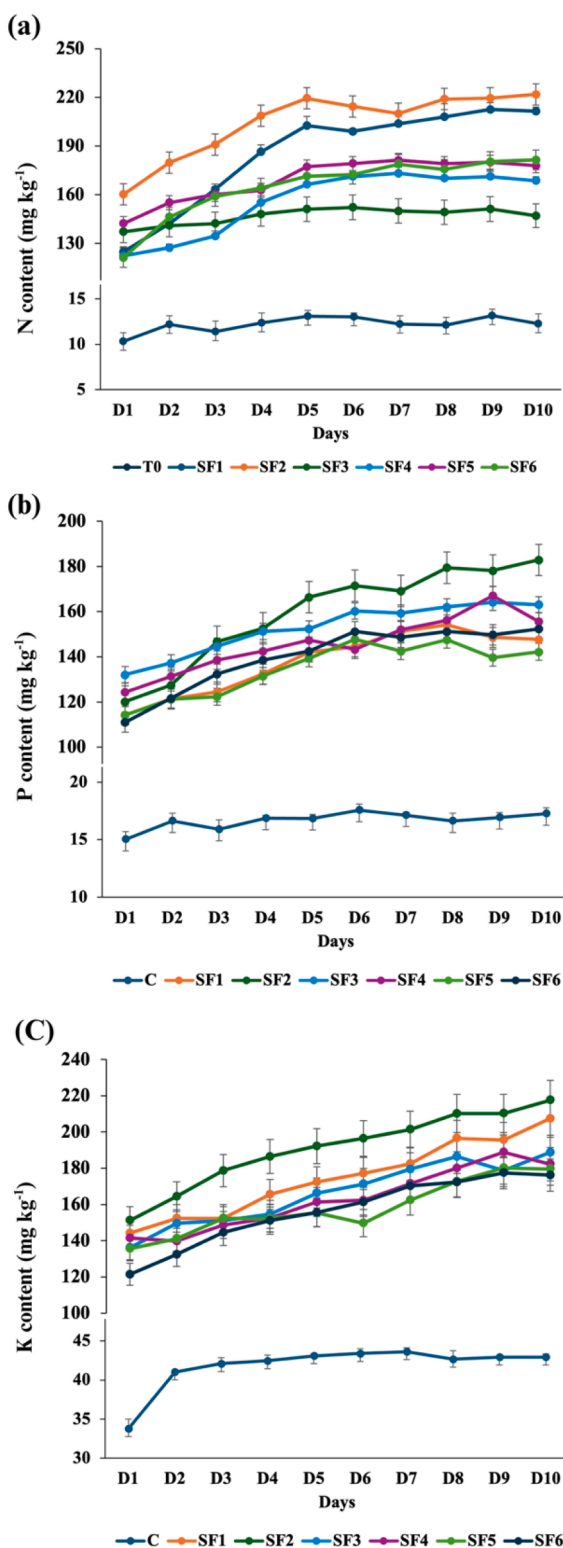 (a)
N content (mg kg-1)
250
220
190
160
130
15
10
5
D1 D2 D3 D4 D5 D6 D7 D8 D9 D10
Days
T0 SF1 SF2 SF3 SF4 SF5 SF6
(b)
P content (mg kg-1)
200
180
160
140
120
100
20
15
10
D1 D2 D3 D4 D5 D6 D7 D8 D9 D10
Days
C SF1 SF2 SF3 SF4 SF5 SF6
(C)
K content (mg kg-1)
240
220
200
180
160
140
120
100
45
40
35
30
D1 D2 D3 D4 D5 D6 D7 D8 D9 D10
Days
C SF1 SF2 SF3 SF4 SF5 SF6